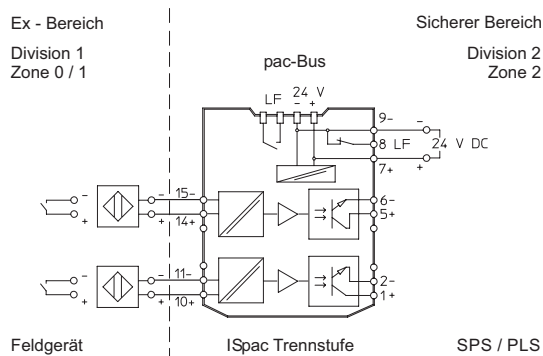 Ex - Bereich
Sicherer Bereich
Division 1
Zone 0 / 1
Division 2
Zone 2
pac-Bus
LF 24 V
- +
9- -
8 LF 24 V DC
7+ +
- - 15-
+ + 14+
6-
5+
- - 11-
+ + 10+
2-
1+
Feldgerät
ISpac Trennstufe
SPS / PLS